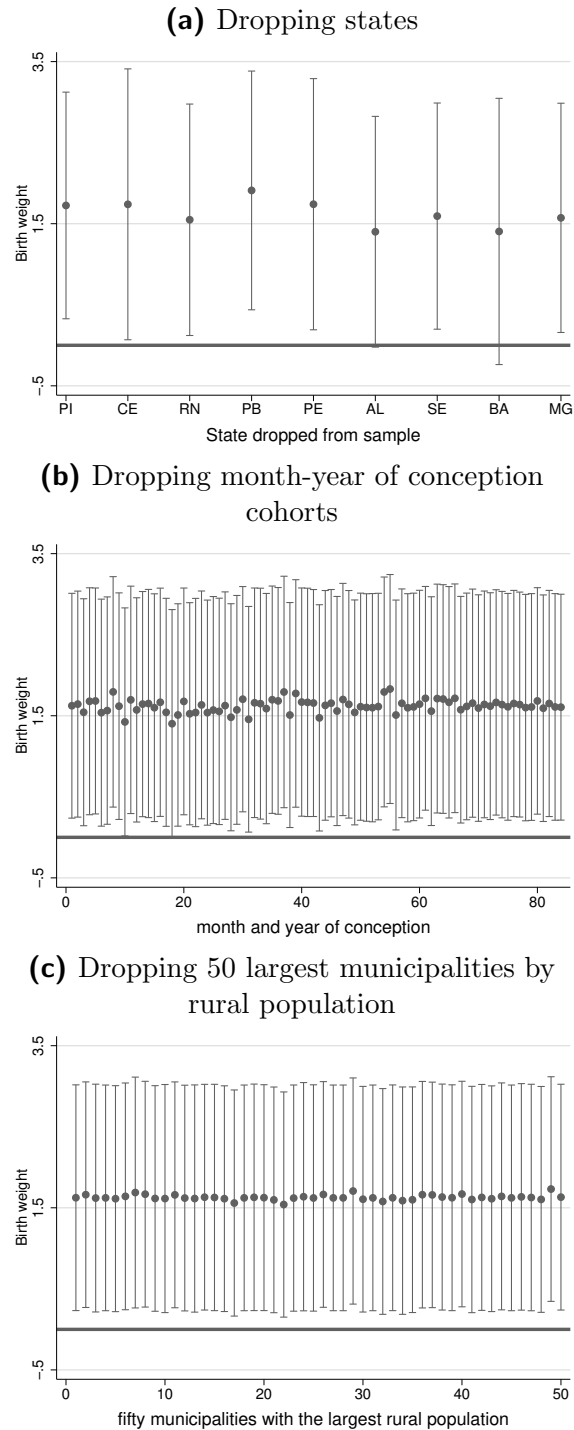 (a) Dropping states
3.5
1.5
-.5
Birth weight
PI CE RN PB PE AL SE BA MG
State dropped from sample
(b) Dropping month-year of conception
cohorts
3.5
1.5
-.5
Birth weight
0 20 40 60 80
month and year of conception
(c) Dropping 50 largest municipalities by
rural population
3.5
1.5
-.5
Birth weight
0 10 20 30 40 50
fifty municipalities with the largest rural population